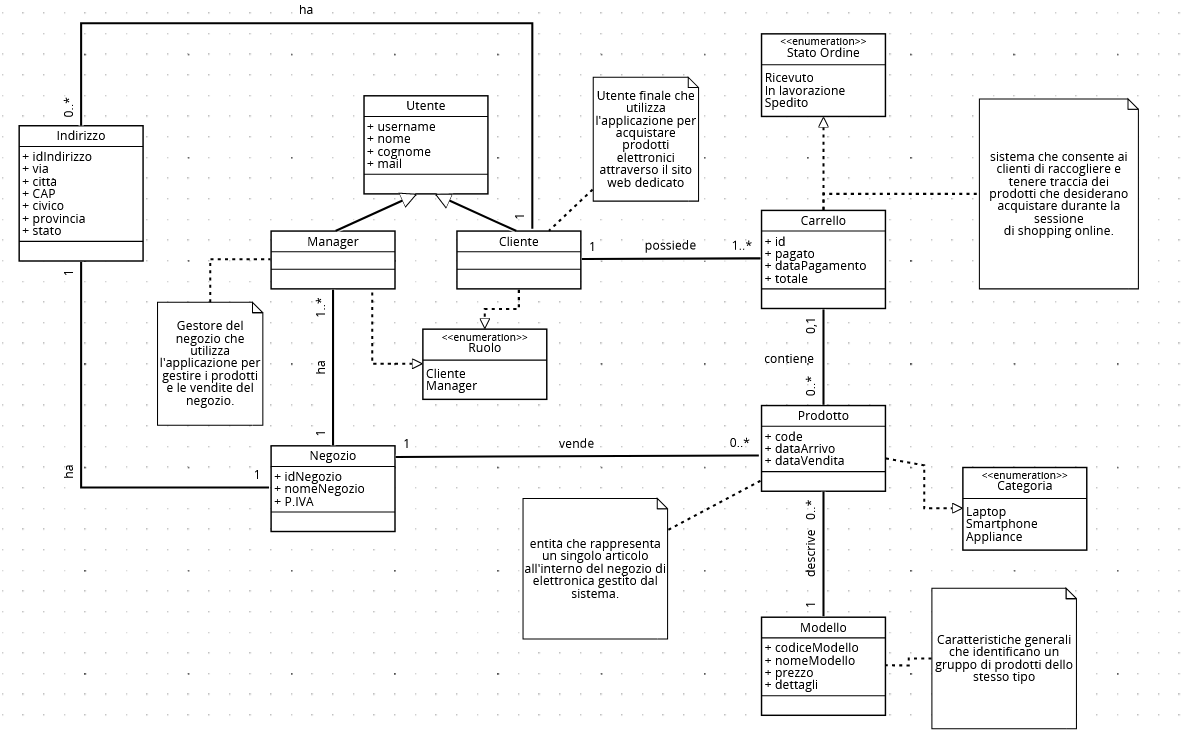 ha
<<enumeration>>
Stato Ordine
Ricevuto
In lavorazione
Spedito
Utente
+ username
+ nome
+ cognome
+ mail
Utente finale che
utilizza
l'applicazione per
acquistare
prodotti
elettronici
attraverso il sito
web dedicato
sistema che consente ai
clienti di raccogliere e
tenere traccia dei
prodotti che desiderano
acquistare durante la
sessione
di shopping online.
0..*
Indirizzo
+ idIndirizzo
+ via
+ citta
+ CAP
+ civico
+ provincia
+ stato
1
1
Manager
Cliente
1
possiede
1..*
Carrello
+ id
+ pagato
+ dataPagamento
+ totale
Gestore del
negozio che
utilizza
l'applicazione per
gestire i prodotti
e le vendite del
negozio.
1..*
ha
1
<<enumeration>>
Ruolo
Cliente
Manager
0,1
contiene
0..*
Prodotto
+ code
+ dataArrivo
+ dataVendita
ha
1
Negozio
+ idNegozio
+ nomeNegozio
+ P.IVA
1
vende
0..*
<<enumeration>>
Categoria
Laptop
Smartphone
Appliance
entità che rappresenta
un singolo articolo
all'interno del negozio di
elettronica gestito dal
sistema.
0..*
descrive
1
Modello
+ codiceModello
+ nomeModello
+ prezzo
+ dettagli
Caratteristiche generali
che identificano un
gruppo di prodotti dello
stesso tipo